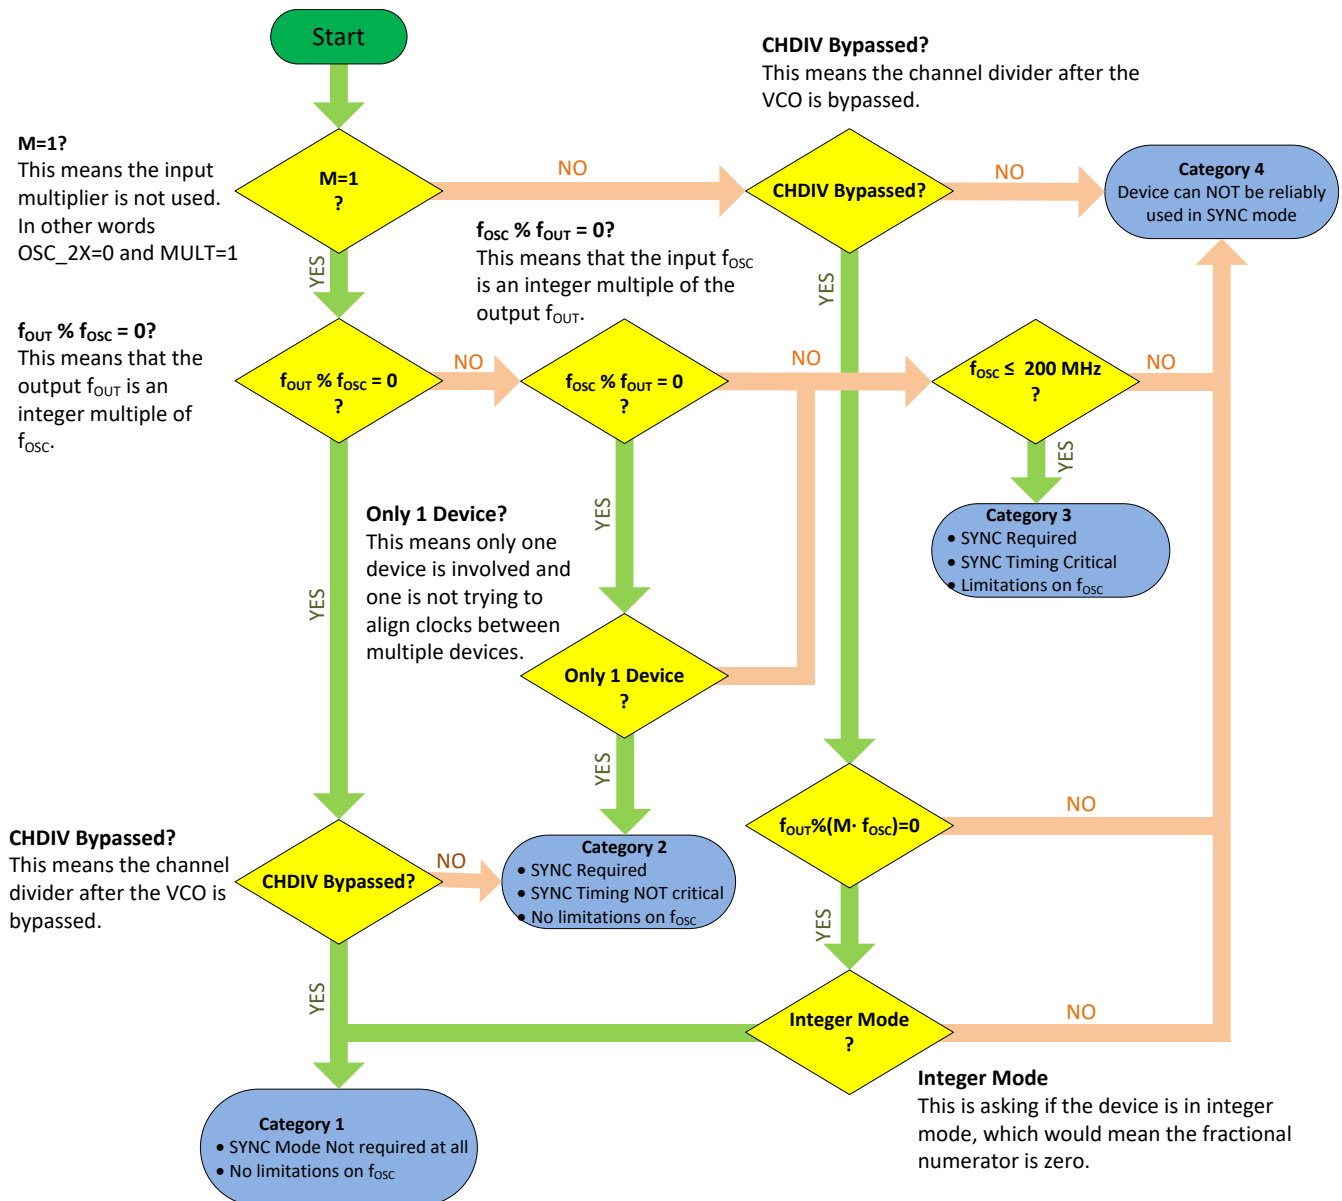 Start
CHDIV Bypassed?
This means the channel divider after the
VCO is bypassed.
M=1?
This means the input
multiplier is not used.
In other words
OSC_2X=0 and MULT=1
M=1
?
NO
CHDIV Bypassed?
NO
Category 4
Device can NOT be reliably
used in SYNC mode
YES
fOSC % fOUT = 0?
This means that the input fOSC
is an integer multiple of the
output fOUT.
YES
fOUT % fOSC = 0?
This means that the
output fOUT is an
integer multiple of
fOSC.
fOUT % fOSC = 0
?
NO
fOSC % fOUT = 0
?
NO
fOSC ≤ 200 MHz
?
NO
YES
YES
YES
Category 3
• SYNC Required
• SYNC Timing Critical
• Limitations on fOSC
Only 1 Device?
This means only one
device is involved and
one is not trying to
align clocks between
multiple devices.
Only 1 Device
?
YES
fOUT%(M· fOSC)=0
NO
CHDIV Bypassed?
This means the channel
divider after the VCO is
bypassed.
CHDIV Bypassed?
NO
Category 2
• SYNC Required
• SYNC Timing NOT critical
• No limitations on fOSC
YES
YES
Integer Mode
?
NO
Integer Mode
This is asking if the device is in integer
mode, which would mean the fractional
numerator is zero.
Category 1
• SYNC Mode Not required at all
• No limitations on fOSC